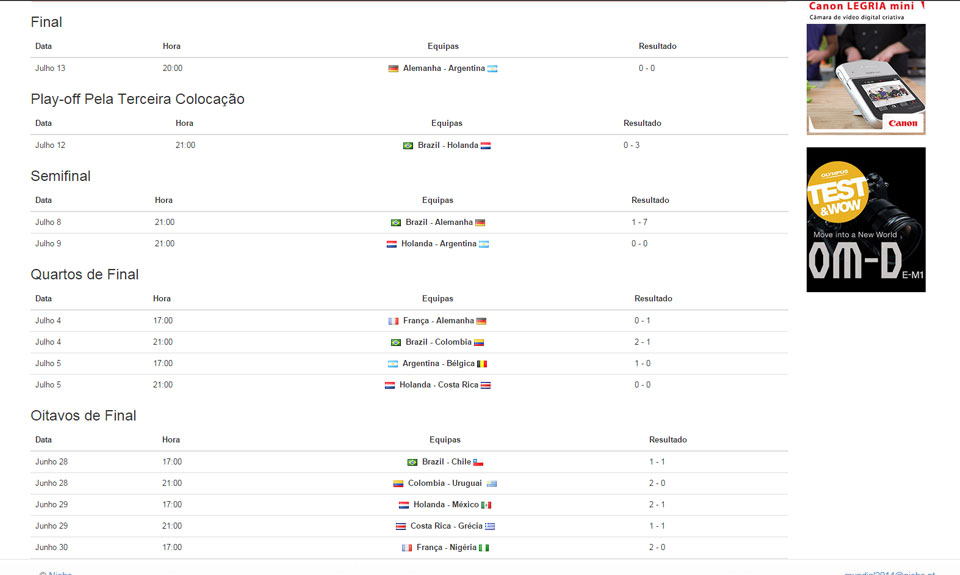 Final
Data Hora Equipas Resultado
Julho 13 20:00 Alemanha - Argentina 0 - 0
Play-off Pela Terceira Colocação
Data Hora Equipas Resultado
Julho 12 21:00 Brazil - Holanda 0 - 3
Semifinal
Data Hora Equipas Resultado
Julho 8 21:00 Brazil - Alemanha 1 - 7
Julho 9 21:00 Holanda - Argentina 0 - 0
Quartos de Final
Data Hora Equipas Resultado
Julho 4 17:00 França - Alemanha 0 - 1
Julho 4 21:00 Brazil - Colombia 2 - 1
Julho 5 17:00 Argentina - Bélgica 1 - 0
Julho 5 21:00 Holanda - Costa Rica 0 - 0
Oitavos de Final
Data Hora Equipas Resultado
Junho 28 17:00 Brazil - Chile 1 - 1
Junho 28 21:00 Colombia - Uruguai 2 - 0
Junho 29 17:00 Holanda - México 2 - 1
Junho 29 21:00 Costa Rica - Grécia 1 - 1
Junho 30 17:00 França - Nigéria 2 - 0
Canon LEGRIA mini
Câmara de vídeo digital criativa
Canon
OLYMPUS
TEST
&WOW
Move into a New World
OM-D E-M1